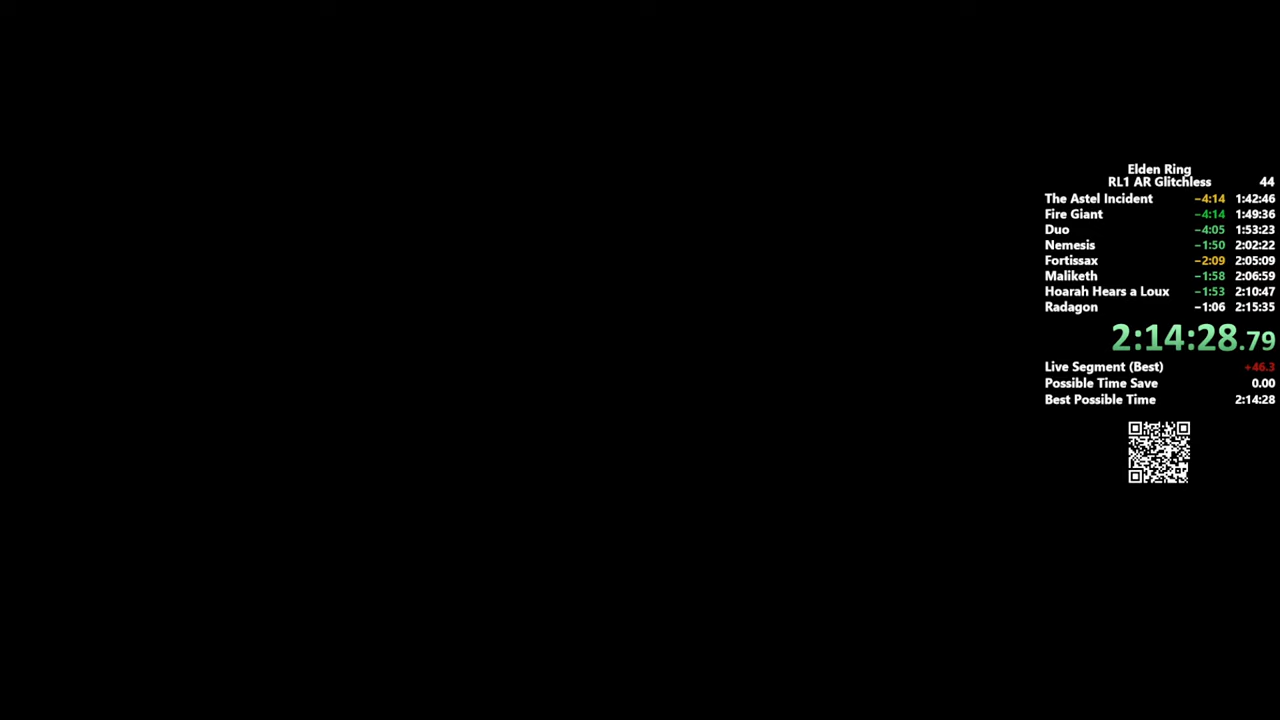 Elden Ring
RL1 AR Glitchless 44
The Astel Incident −4:14 1:42:46
Fire Giant −4:14 1:49:36
Duo −4:05 1:53:23
Nemesis −1:50 2:02:22
Fortissax −2:09 2:05:09
Maliketh −1:58 2:06:59
Hoarah Hears a Loux −1:53 2:10:47
Radagon −1:06 2:15:35
2:14:28.79
Live Segment (Best) +46.3
Possible Time Save 0.00
Best Possible Time 2:14:28